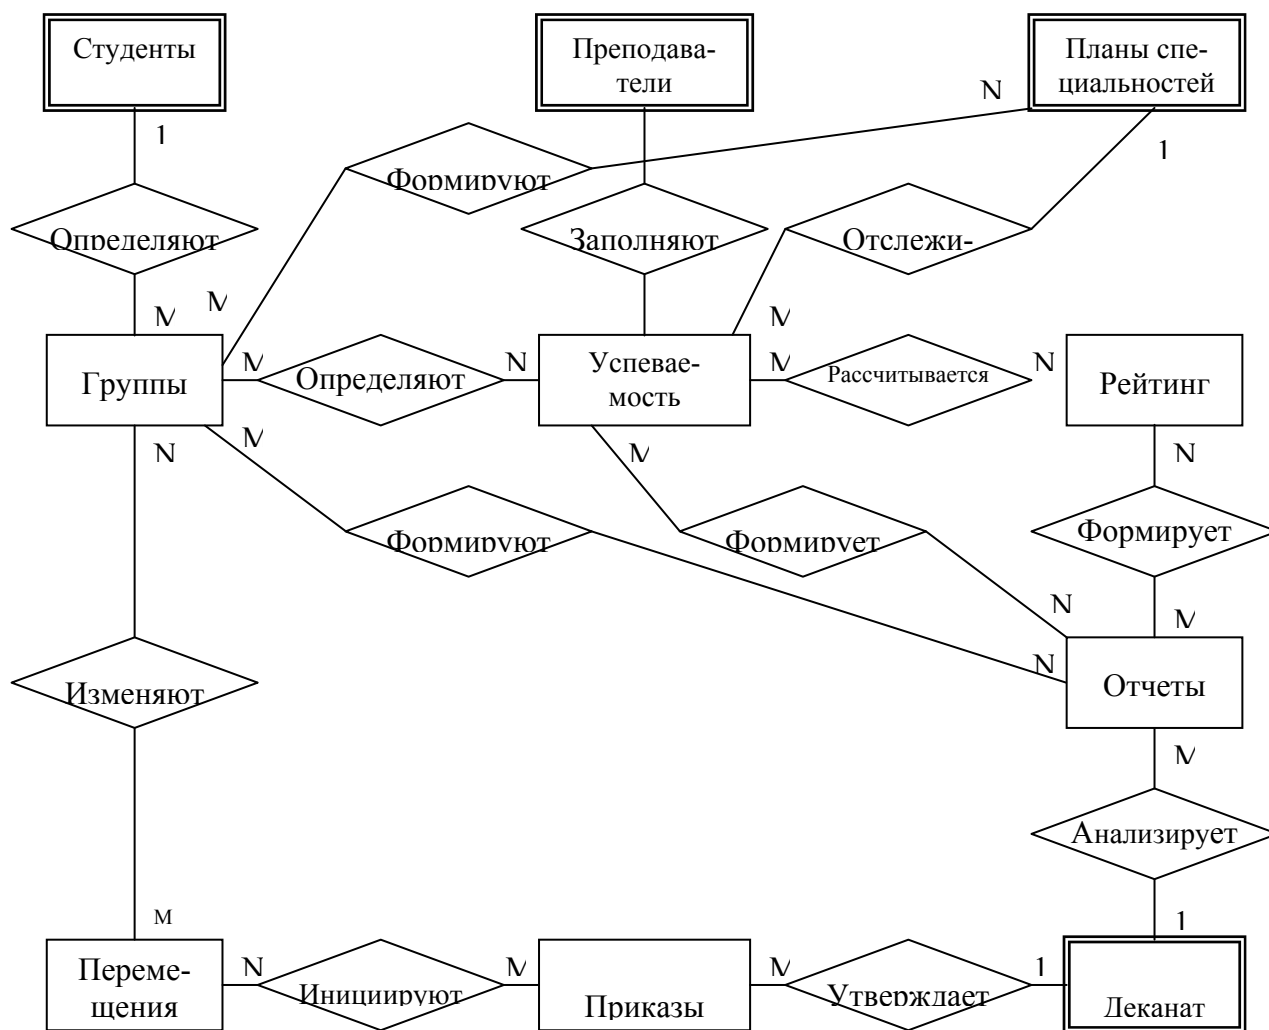 Студенты
Преподава-
тели
Планы спе-
циальностей
N
1
1
Формируют
Определяют
Заполняют
Отслежи-
M
M
M
M
N
M
N
Группы
Определяют
Успевае-
мость
Рассчитывается
Рейтинг
N
M
M
N
Формируют
Формирует
Формирует
N
M
N
Изменяют
Отчеты
M
Анализирует
M
1
Переме-
щения
N
Инициируют
M
Приказы
M
Утверждает
1
Деканат